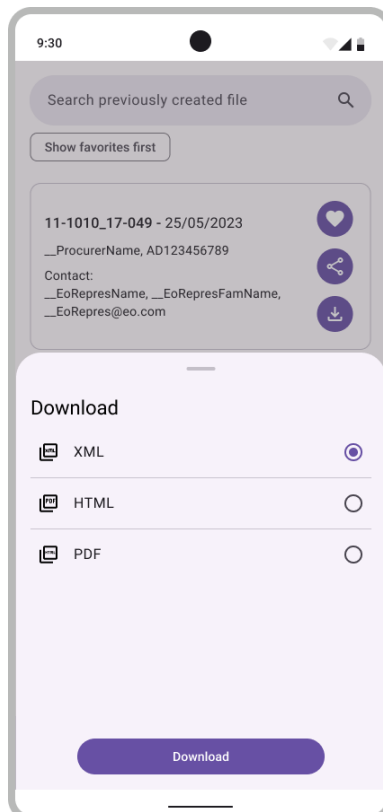 9:30
Search previously created file
Show favorites first
11-1010_17-049 - 25/05/2023
__ProcurerName, AD123456789
Contact:
__EoRepresName, __EoRepresFamName,
__EoRepres@eo.com
Download
XML
PDF HTML
PDF
Download